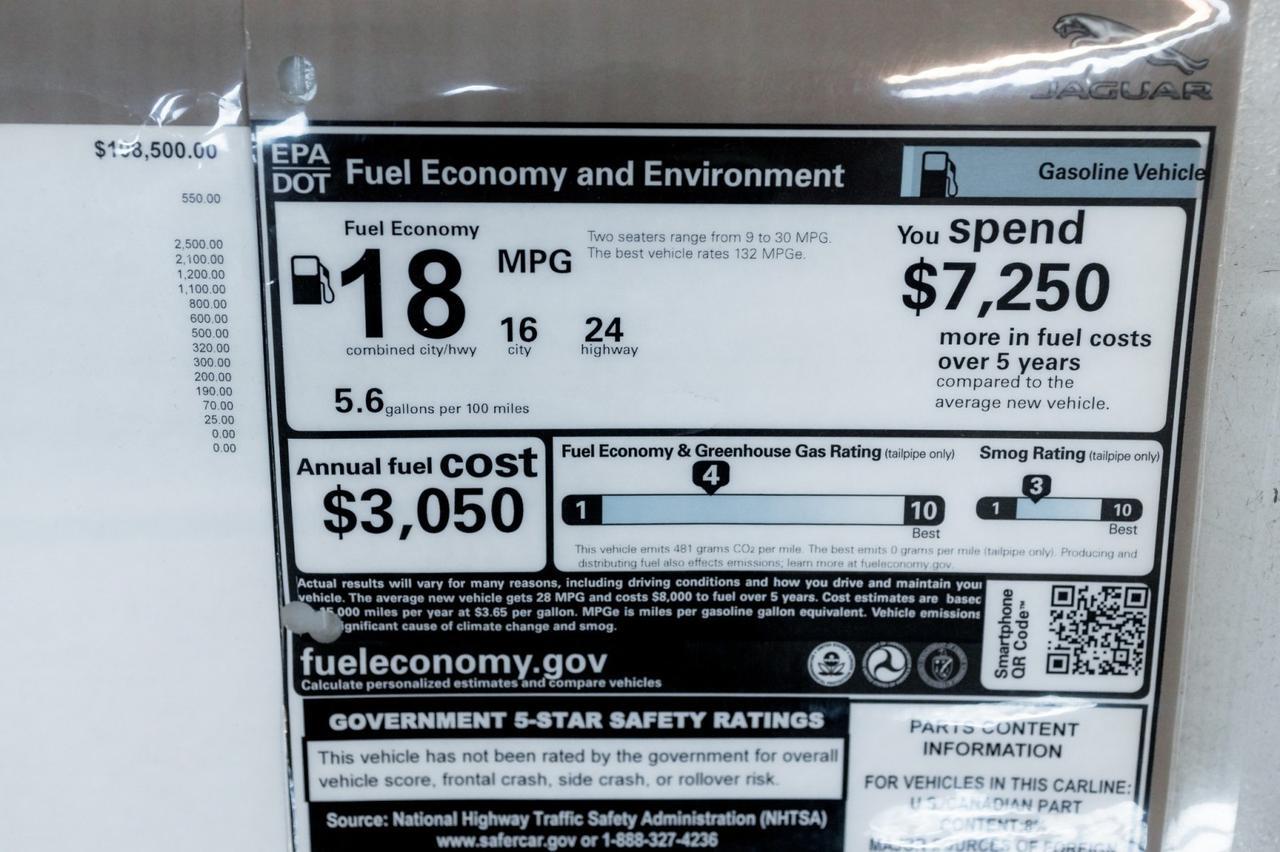 JAGUAR
550.00
2,500.00
2,100.00
1,200.00
1,100.00
800.00
600.00
500.00
320.00
300.00
200.00
190.00
70.00
25.00
0.00
0.00
EPA
DOT
Fuel Economy and Environment
Gasoline Vehicle
Fuel Economy
18
MPG
combined city/hwy
16
city
24
highway
Two seaters range from 9 to 30 MPG.
The best vehicle rates 132 MPGe.
5.6 gallons per 100 miles
You spend
$7,250
more in fuel costs
over 5 years
compared to the
average new vehicle.
Annual fuel cost
$3,050
Fuel Economy & Greenhouse Gas Rating (tailpipe only)
4
1
10
Best
Smog Rating (tailpipe only)
3
1
10
Best
This vehicle emits 481 grams CO₂ per mile. The best emits 0 grams per mile (tailpipe only). Producing and
distributing fuel also effects emissions; learn more at fueleconomy.gov.
Actual results will vary for many reasons, including driving conditions and how you drive and maintain your
vehicle. The average new vehicle gets 28 MPG and costs $8,000 to fuel over 5 years. Cost estimates are based
15,000 miles per year at $3.65 per gallon. MPGe is miles per gasoline gallon equivalent. Vehicle emissions
significant cause of climate change and smog.
fueleconomy.gov
Calculate personalized estimates and compare vehicles
Smartphone
QR Code™
GOVERNMENT 5-STAR SAFETY RATINGS
This vehicle has not been rated by the government for overall
vehicle score, frontal crash, side crash, or rollover risk.
Source: National Highway Traffic Safety Administration (NHTSA)
www.safercar.gov or 1-888-327-4236
PARTS CONTENT
INFORMATION
FOR VEHICLES IN THIS CARLINE:
U.S./CANADIAN PART
CONTENT:8%
MAJOR SOURCES OF FOREIGN